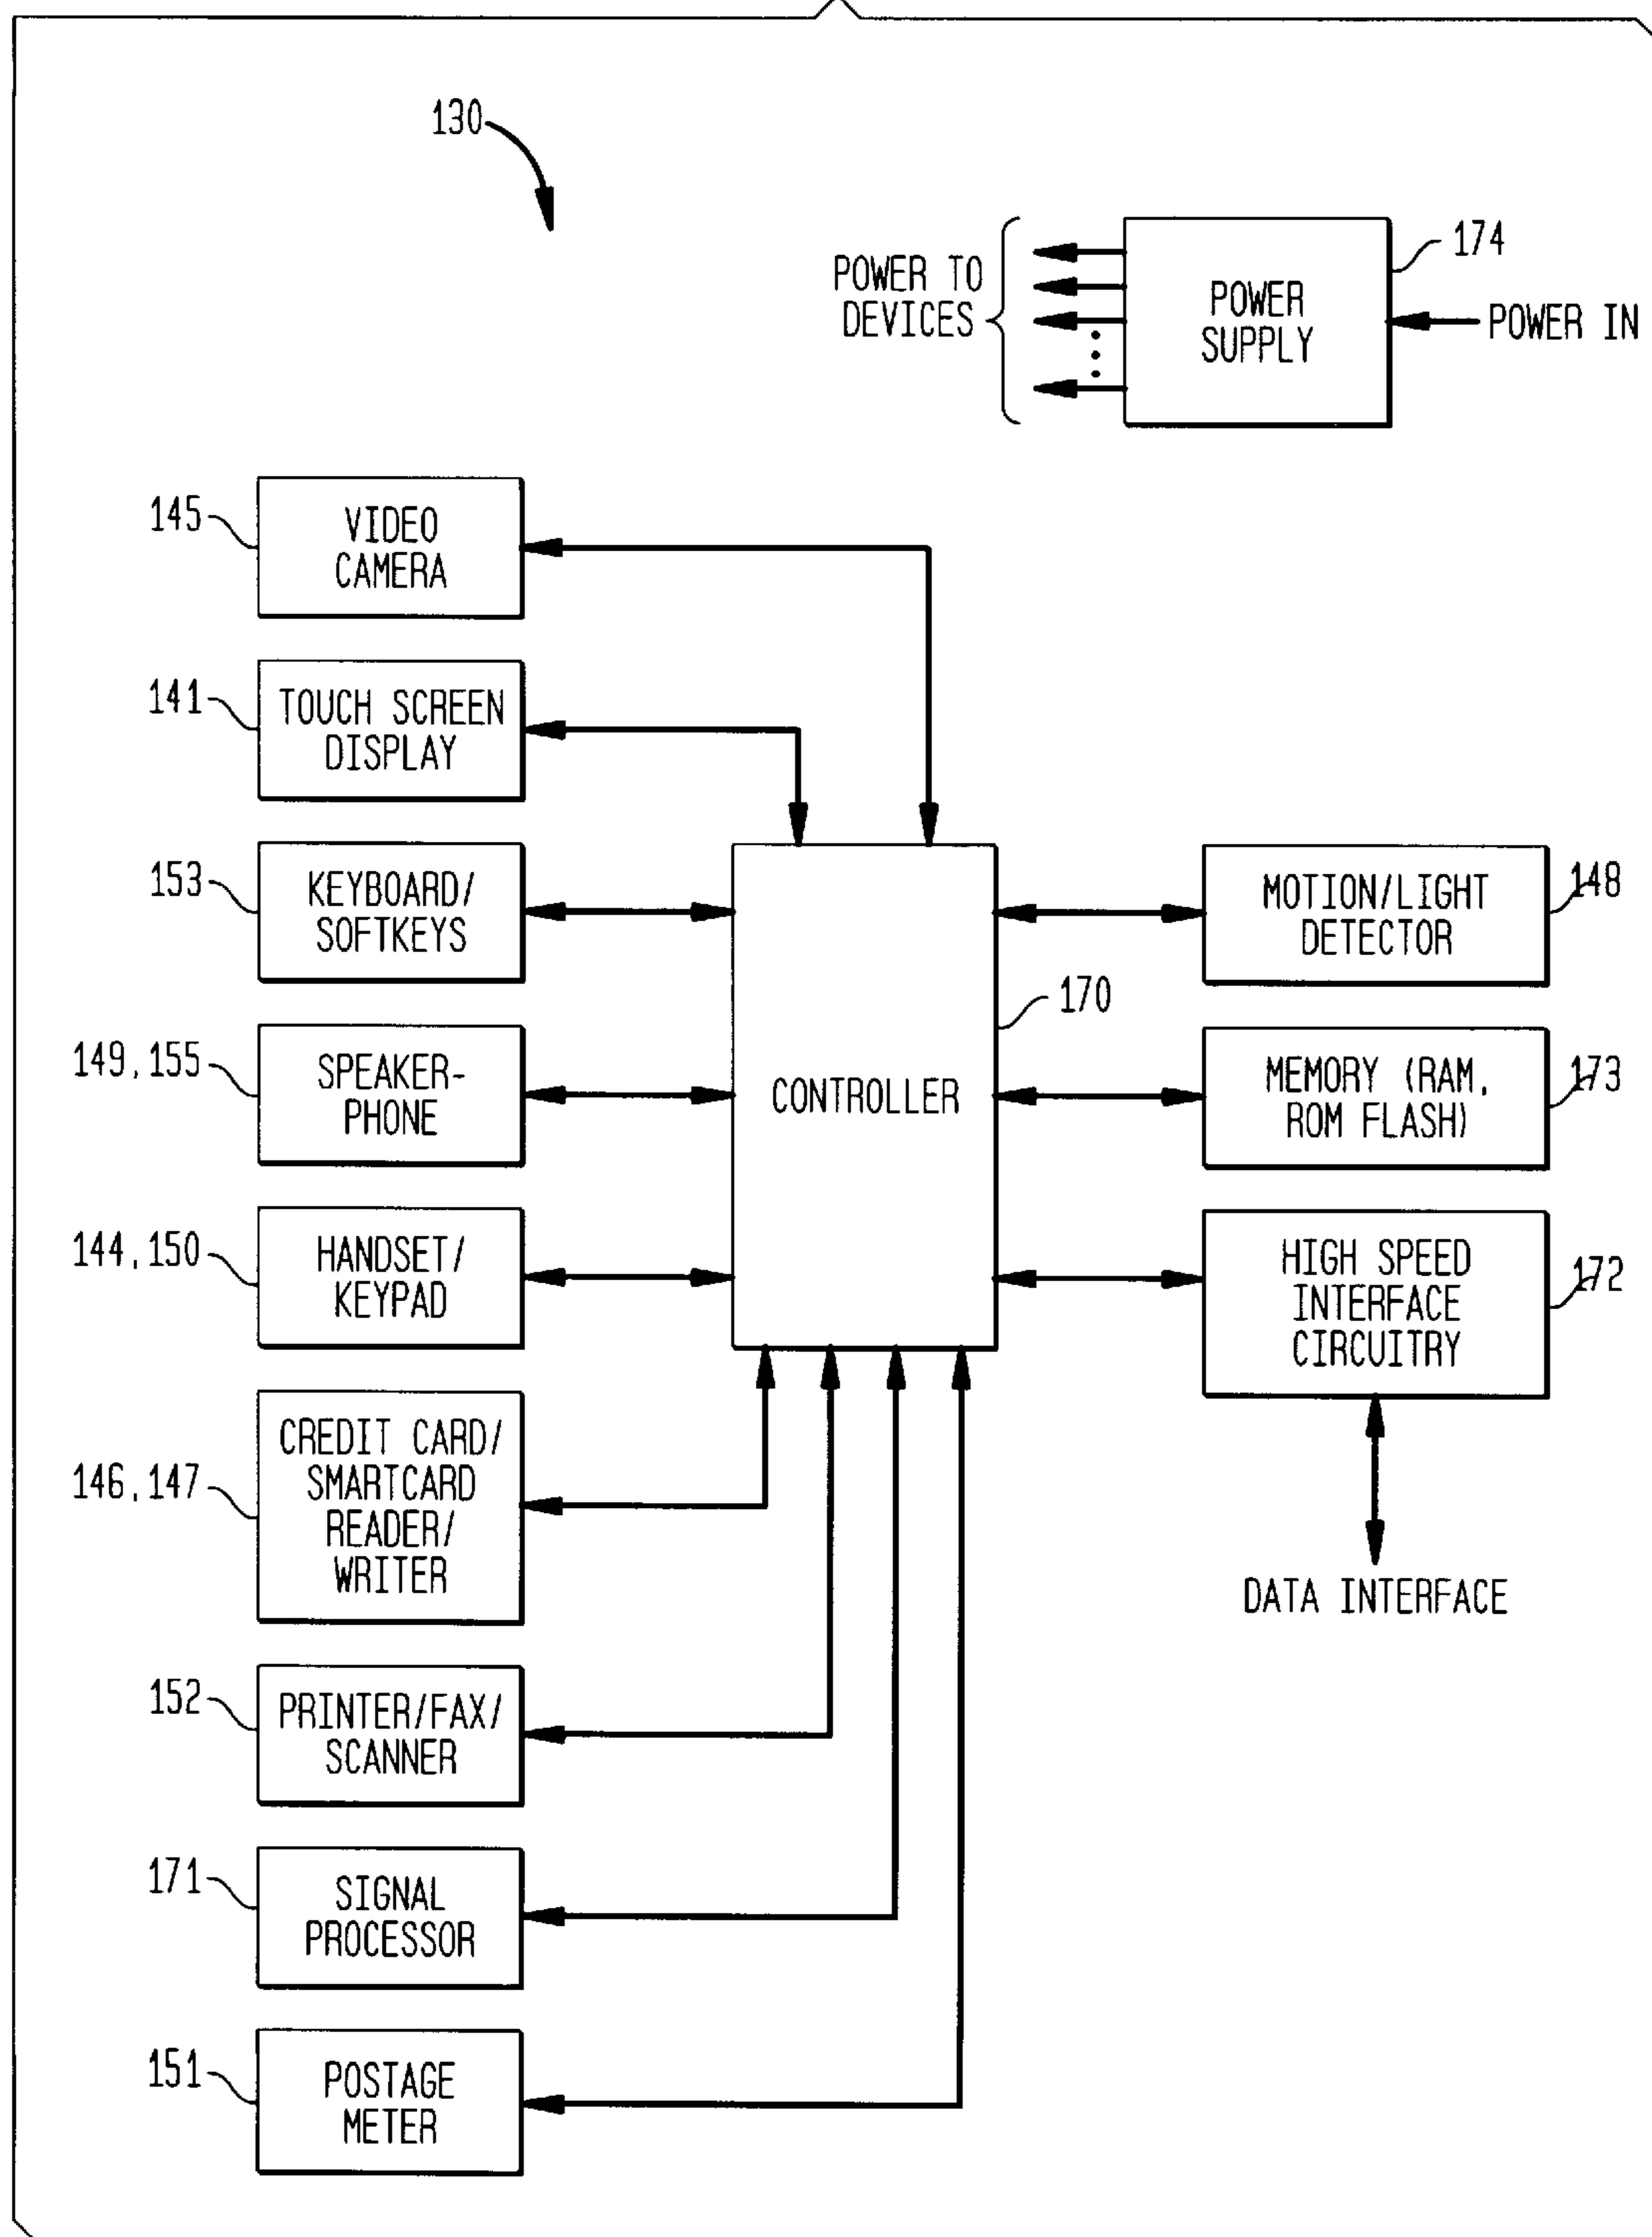 130
POWER TO
DEVICES
POWER
SUPPLY
174
POWER IN
145
VIDEO
CAMERA
141
TOUCH SCREEN
DISPLAY
153
KEYBOARD/
SOFTKEYS
149, 155
SPEAKER-
PHONE
144, 150
HANDSET/
KEYPAD
146, 147
CREDIT CARD/
SMARTCARD
READER/
WRITER
152
PRINTER/FAX/
SCANNER
171
SIGNAL
PROCESSOR
151
POSTAGE
METER
CONTROLLER
170
MOTION/LIGHT
DETECTOR
148
MEMORY (RAM,
ROM FLASH)
173
HIGH SPEED
INTERFACE
CIRCUITRY
172
DATA INTERFACE